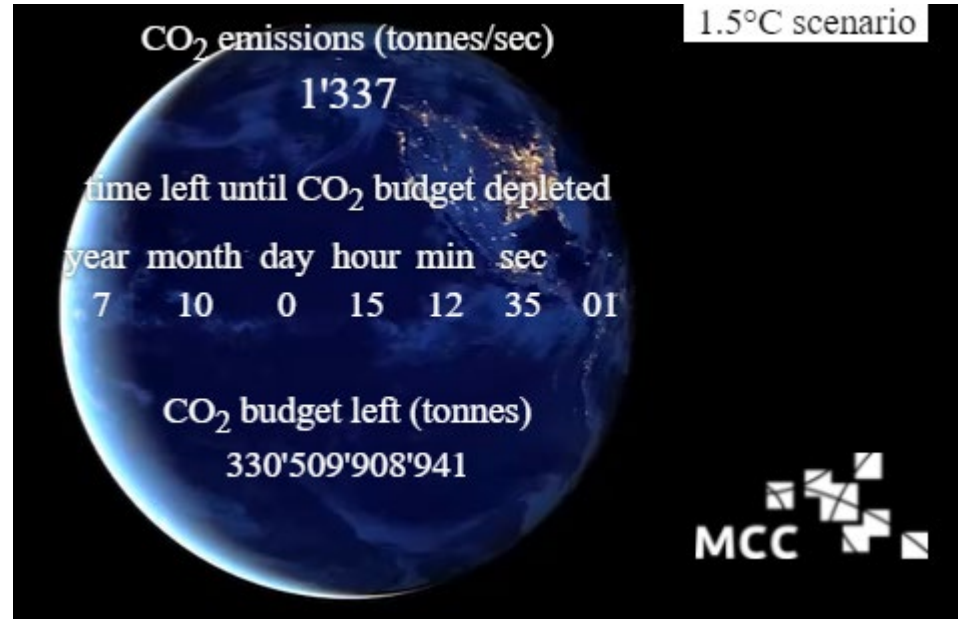 1.5°C scenario
CO₂ emissions (tonnes/sec)
1'337
time left until CO₂ budget depleted
year month day hour min sec
7 10 0 15 12 35 01
CO₂ budget left (tonnes)
330'509'908'941
MCC